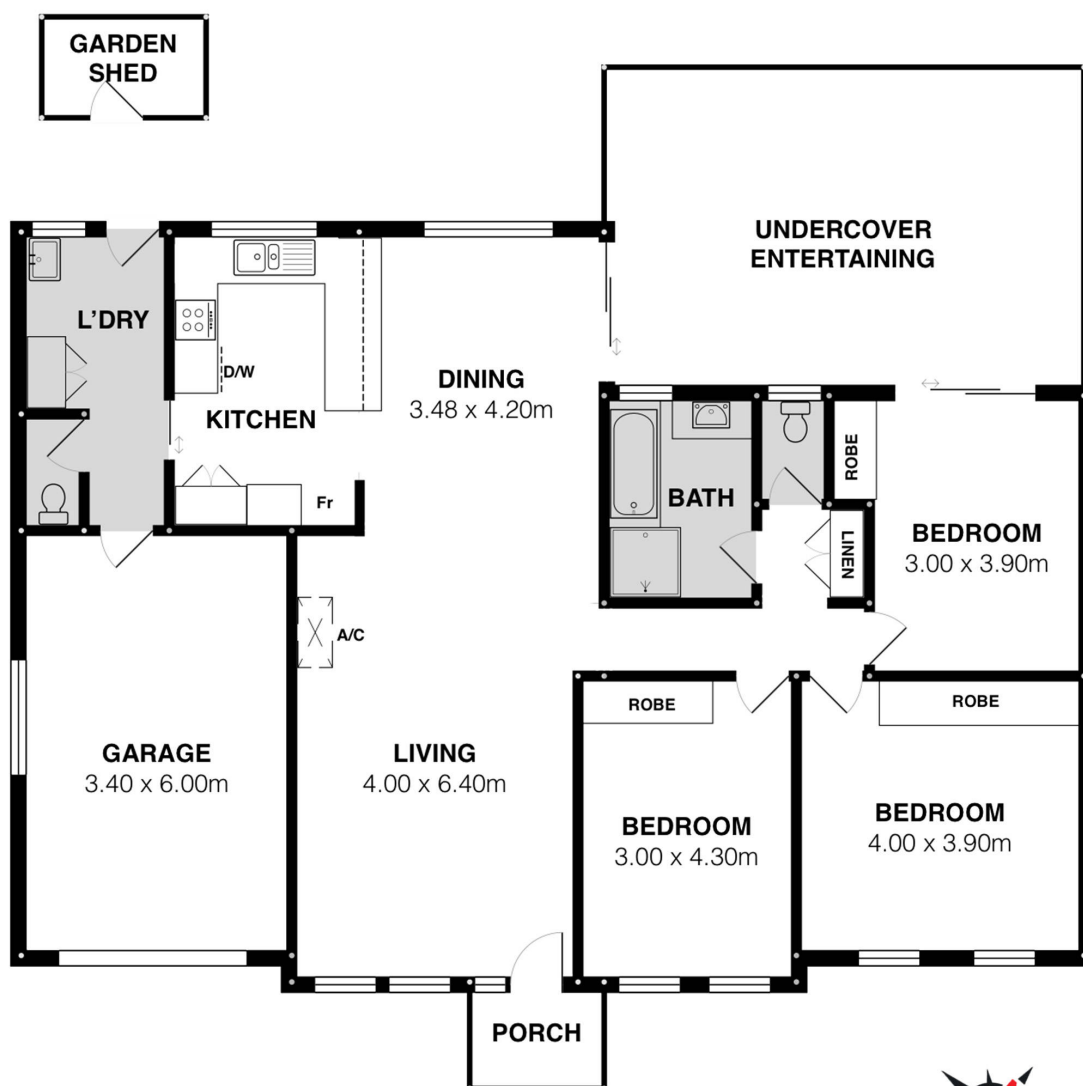 GARDEN
SHED
UNDERCOVER
ENTERTAINING
L'DRY
D/W
KITCHEN
DINING
3.48 x 4.20m
Fr
BATH
ROBE
LINEN
BEDROOM
3.00 x 3.90m
A/C
GARAGE
3.40 x 6.00m
LIVING
4.00 x 6.40m
ROBE
BEDROOM
3.00 x 4.30m
ROBE
BEDROOM
4.00 x 3.90m
PORCH